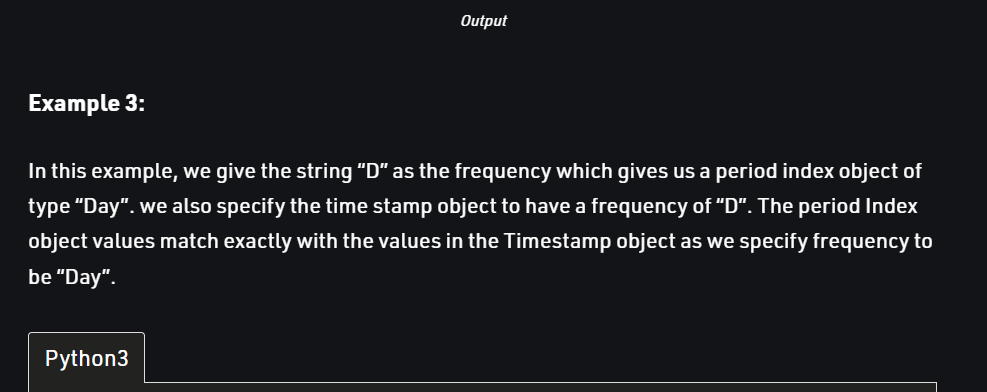 Output
Example 3:
In this example, we give the string “D” as the frequency which gives us a period index object of
type “Day”. we also specify the time stamp object to have a frequency of “D”. The period Index
object values match exactly with the values in the Timestamp object as we specify frequency to
be “Day”.
Python3